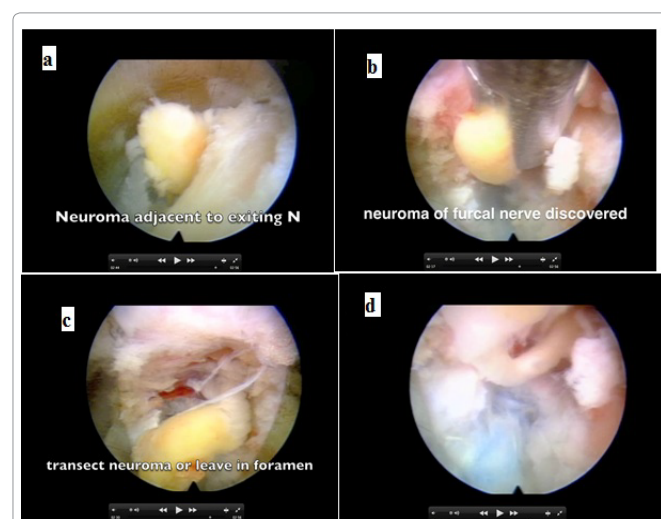 a
b
Neuroma adjacent to exiting N
neuroma of furcal nerve discovered
c
d
transect neuroma or leave in foramen